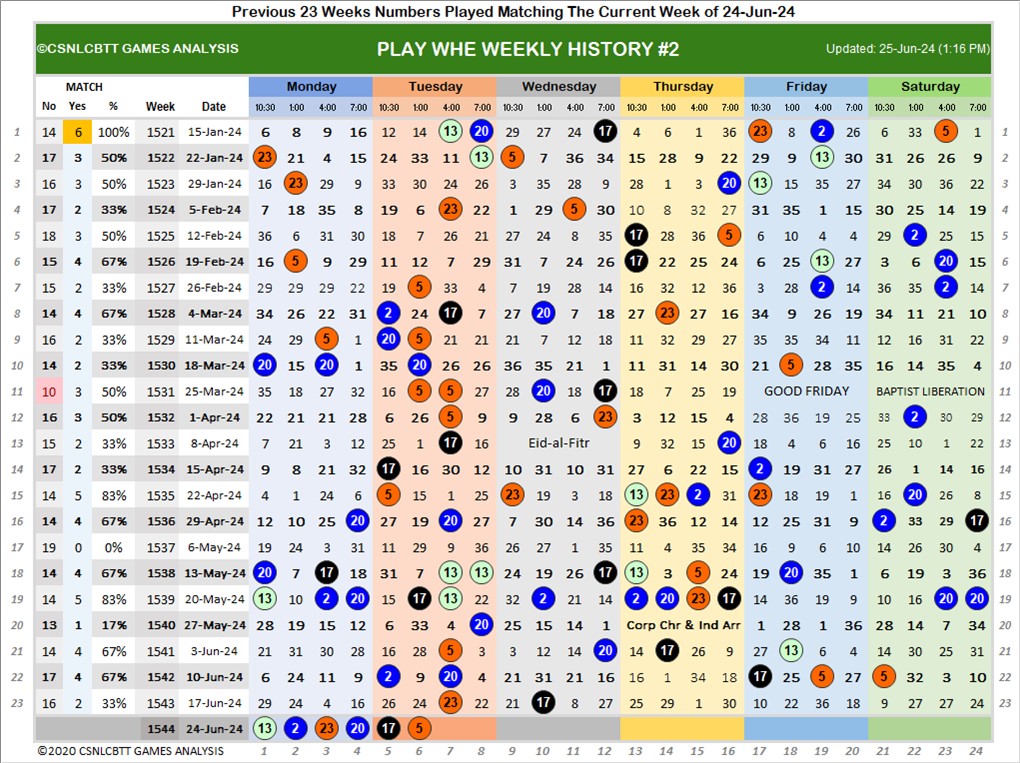 Previous 23 Weeks Numbers Played Matching The Current Week of 24-Jun-24
©CSNLCBTT GAMES ANALYSIS PLAY WHE WEEKLY HISTORY #2 Updated: 25-Jun-24 (1:16 PM)
MATCH Monday Tuesday Wednesday Thursday Friday Saturday
No Yes % Week Date 10:30 1:00 4:00 7:00 10:30 1:00 4:00 7:00 10:30 1:00 4:00 7:00 10:30 1:00 4:00 7:00 10:30 1:00 4:00 7:00 10:30 1:00 4:00 7:00
1 14 6 100% 1521 15-Jan-24 6 8 9 16 12 14 13 20 29 27 24 17 4 6 1 36 23 8 2 26 6 33 23 1 1
2 17 3 50% 1522 22-Jan-24 23 21 4 15 24 33 11 13 5 7 36 34 15 28 9 22 29 9 13 30 31 26 26 9 2
3 16 3 50% 1523 29-Jan-24 16 23 29 9 33 30 24 26 3 35 28 9 28 1 3 20 13 15 35 27 34 30 36 22 3
4 17 2 33% 1524 5-Feb-24 7 18 35 8 19 6 23 22 1 29 5 30 10 8 32 27 31 35 1 15 30 25 14 19 4
5 18 3 50% 1525 12-Feb-24 36 6 31 30 18 7 26 21 27 24 8 35 17 28 36 5 6 10 4 4 29 2 25 15 5
6 15 4 67% 1526 19-Feb-24 16 5 9 29 11 12 7 29 31 7 24 26 17 22 25 24 6 25 13 27 3 6 20 15 6
7 15 2 33% 1527 26-Feb-24 29 29 29 22 19 5 33 4 7 19 28 14 16 32 12 36 3 28 2 14 36 35 2 14 7
8 14 4 67% 1528 4-Mar-24 34 26 22 31 2 24 17 7 27 20 7 18 27 23 8 18 34 9 26 19 34 11 21 10 8
9 16 2 33% 1529 11-Mar-24 24 29 5 1 20 5 21 21 21 7 12 18 11 32 29 27 35 35 34 11 12 16 31 22 9
10 14 2 33% 1530 18-Mar-24 20 15 20 1 35 20 26 26 36 35 21 1 11 31 14 30 21 5 28 35 16 14 35 4 10
11 10 3 50% 1531 25-Mar-24 32 18 27 32 16 5 5 27 28 20 18 17 18 7 25 19 GOOD FRIDAY BAPTIST LIBERATION 11
12 16 3 50% 1532 1-Apr-24 22 21 21 28 6 26 5 9 9 28 6 23 3 12 15 4 28 36 19 25 33 2 30 29 12
13 15 2 33% 1533 8-Apr-24 7 21 3 12 25 1 17 16 Eid-al-Fitr 9 32 15 20 18 4 6 16 25 10 1 22 13
14 17 2 33% 1534 15-Apr-24 9 8 21 32 17 16 30 12 10 31 10 31 27 6 22 15 2 19 31 27 26 1 14 16 14
15 14 5 83% 1535 22-Apr-24 4 1 24 6 5 15 1 25 23 19 3 18 13 23 2 31 23 18 19 1 16 20 26 8 15
16 14 4 67% 1536 29-Apr-24 12 10 25 20 27 19 20 27 7 30 14 36 23 36 12 14 12 25 31 9 2 33 29 17 16
17 19 0 0% 1537 6-May-24 19 24 3 31 11 29 9 36 26 27 1 35 11 4 35 34 16 9 6 10 14 26 30 4 17
18 14 4 67% 1538 13-May-24 20 7 17 18 31 7 13 13 24 19 26 17 13 3 5 24 19 20 35 1 6 19 3 36 18
19 14 5 83% 1539 20-May-24 13 10 2 20 15 17 13 22 32 2 21 14 2 20 23 17 14 36 19 9 10 16 20 20 19
20 13 1 17% 1540 27-May-24 28 19 15 12 6 33 4 20 25 15 14 1 Corp Chr & Ind Arr 1 28 1 36 28 14 7 34 20
21 14 4 67% 1541 3-Jun-24 21 31 30 28 16 28 5 3 3 12 14 20 14 17 26 9 27 13 6 4 14 30 25 31 21
22 17 4 67% 1542 10-Jun-24 6 24 11 9 2 9 20 4 21 31 21 16 16 1 34 18 17 25 5 27 5 32 3 10 22
23 16 2 33% 1543 17-Jun-24 29 24 4 16 26 24 23 22 21 17 8 27 25 29 1 30 10 22 36 18 9 27 27 24 23
1544 24-Jun-24 13 2 23 20 17 5
©2020 CSNLCBTT GAMES ANALYSIS 1 2 3 4 5 6 7 8 9 10 11 12 13 14 15 16 17 18 19 20 21 22 23 24